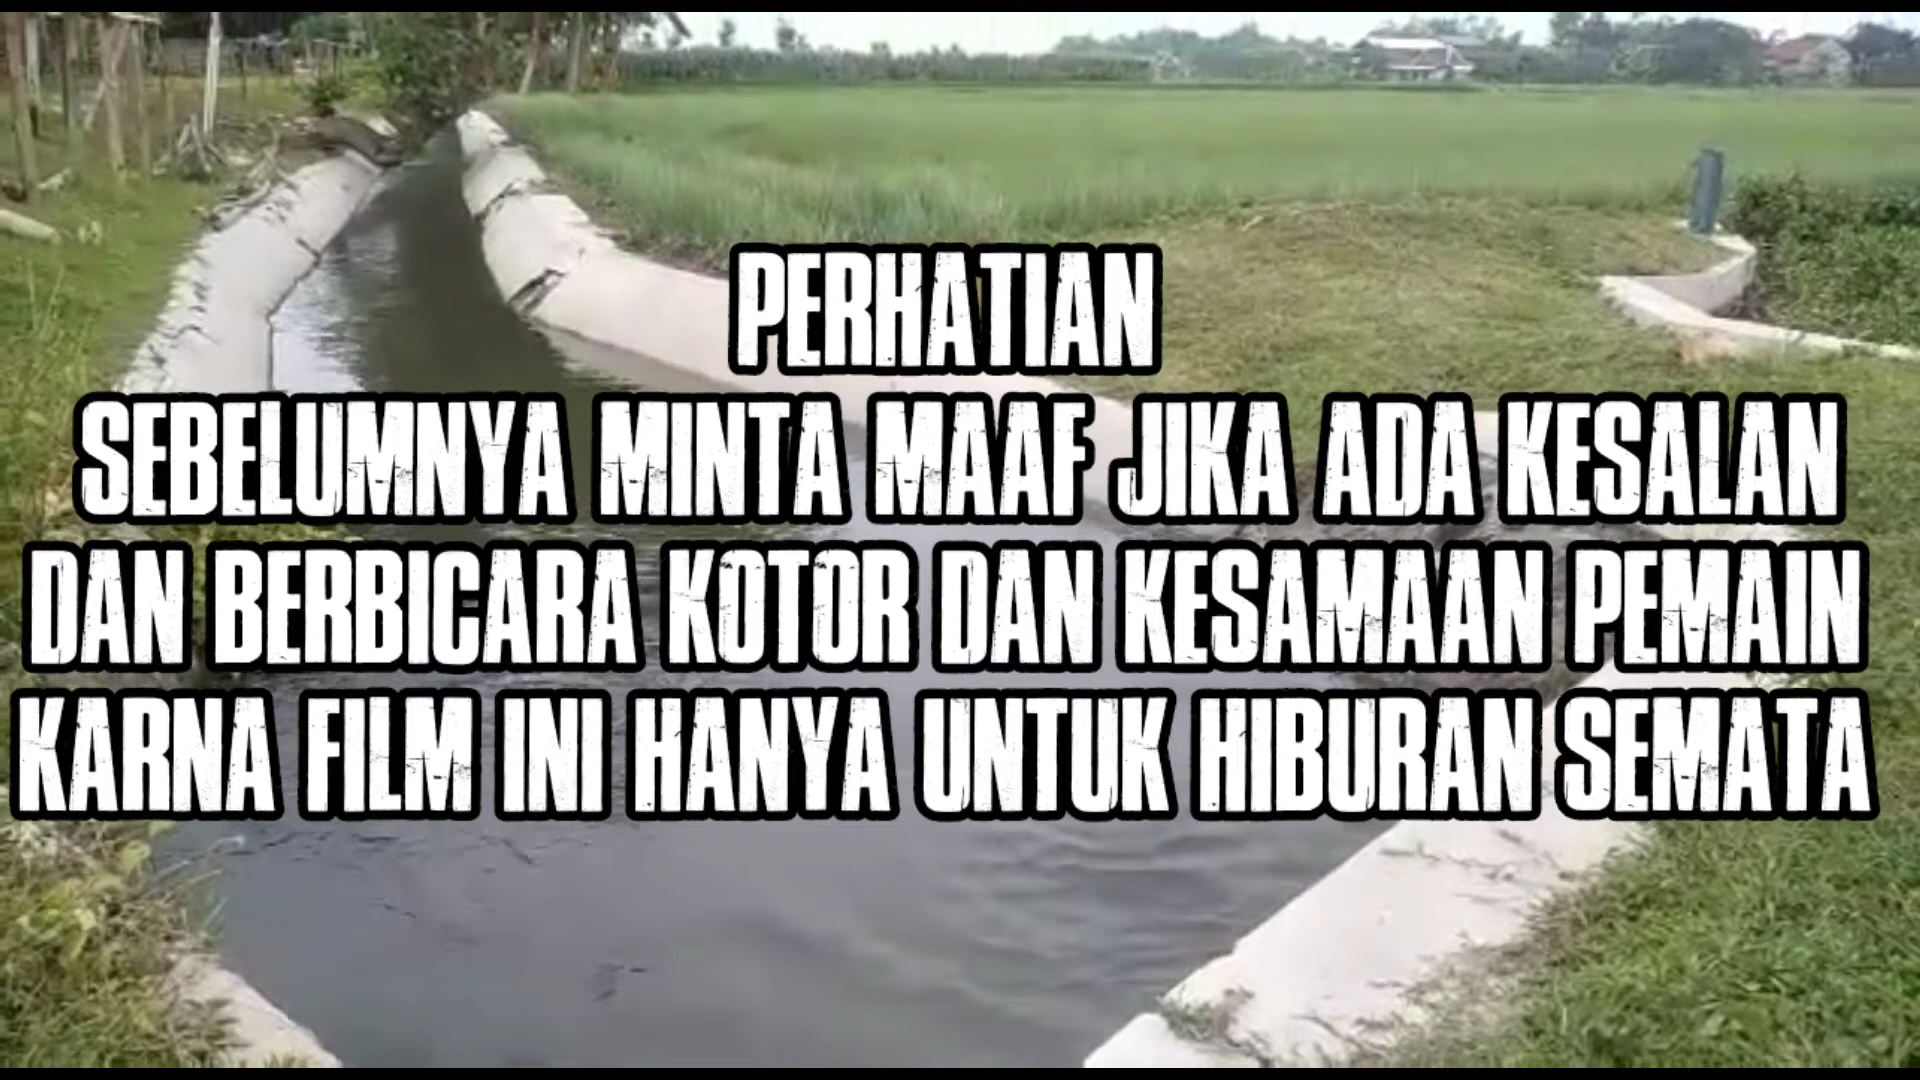 PERHATIAN
SEBELUMNYA MINTA MAAF JIKA ADA KESALAN
DAN BERBICARA KOTOR DAN KESAMAAN PEMAIN
KARNA FILM INI HANYA UNTUK HIBURAN SEMATA